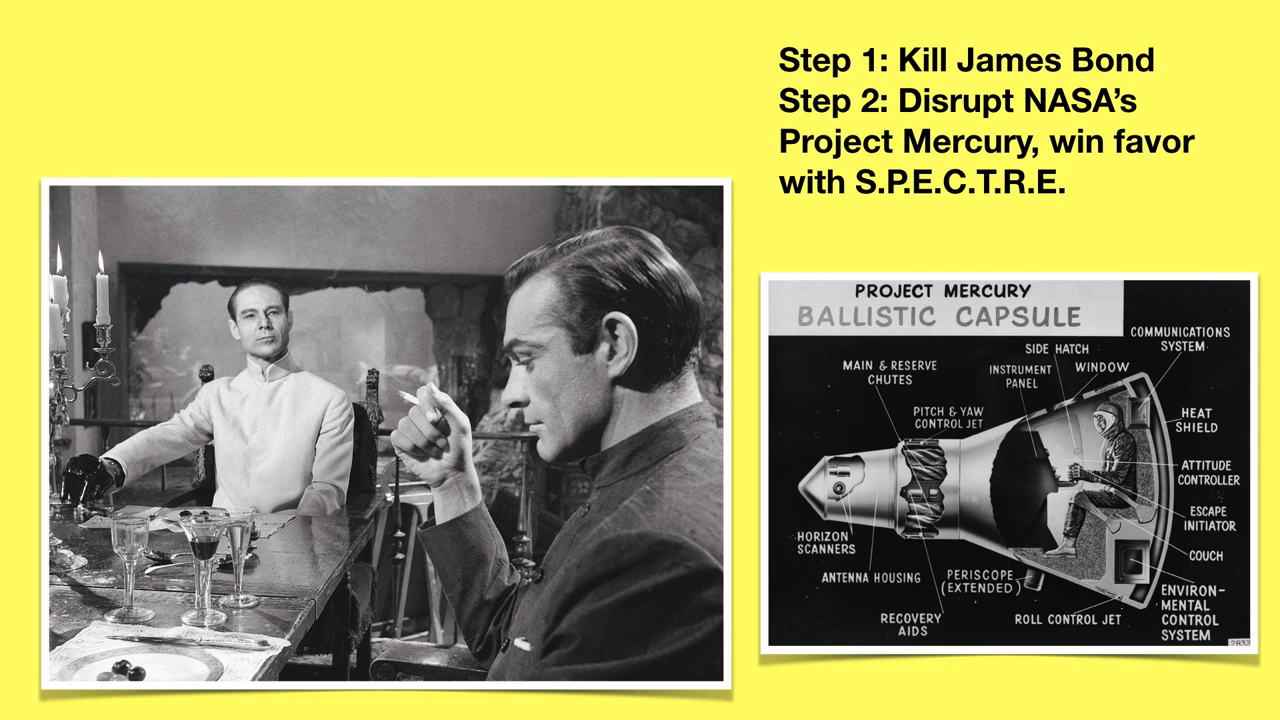 Step 1: Kill James Bond
Step 2: Disrupt NASA’s
Project Mercury, win favor
with S.P.E.C.T.R.E.
PROJECT MERCURY
BALLISTIC CAPSULE
COMMUNICATIONS
SYSTEM
SIDE HATCH
WINDOW
MAIN & RESERVE
CHUTES
INSTRUMENT
PANEL
PITCH & YAW
CONTROL JET
HEAT
SHIELD
ATTITUDE
CONTROLLER
ESCAPE
INITIATOR
HORIZON
SCANNERS
COUCH
ANTENNA HOUSING
PERISCOPE
(EXTENDED)
ENVIRON-
MENTAL
CONTROL
SYSTEM
RECOVERY
AIDS
ROLL CONTROL JET
2832